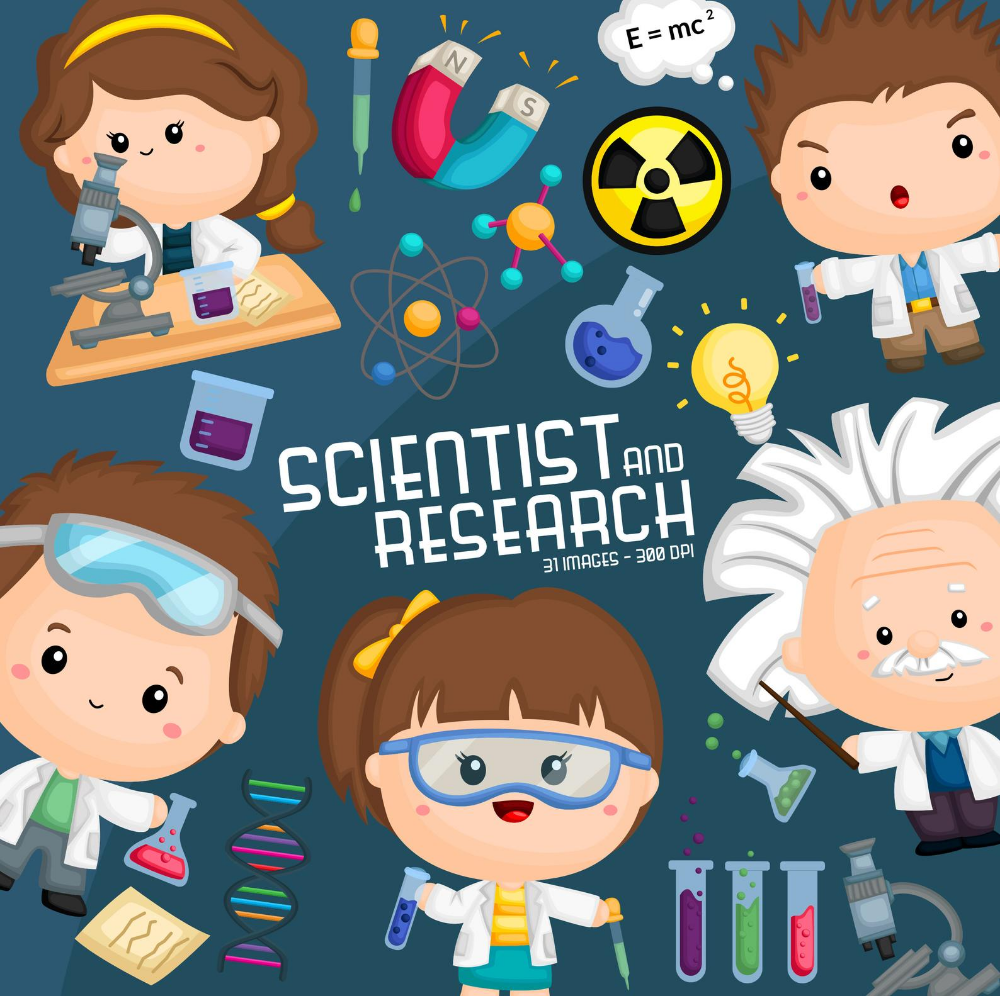 E = mc²
N
S
SCIENTIST AND
RESEARCH
31 IMAGES - 300 DPI